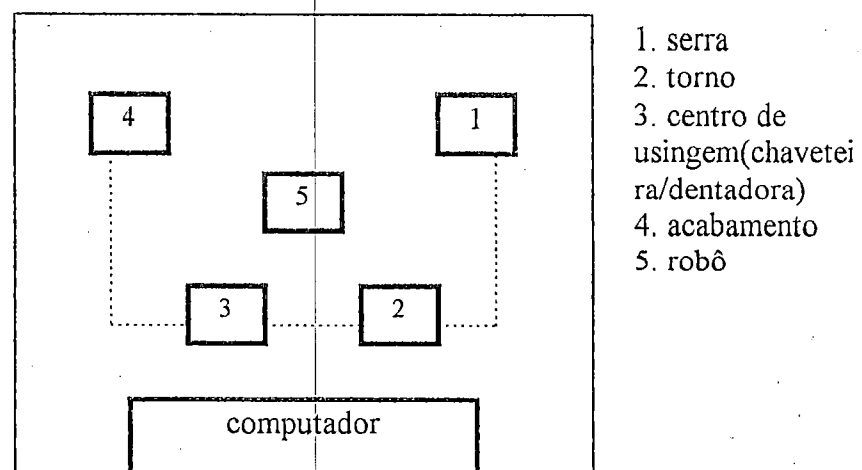 4
1
5
3
2
computador
1. serra
2. torno
3. centro de
usingem(chavetei
ra/dentadora)
4. acabamento
5. robô